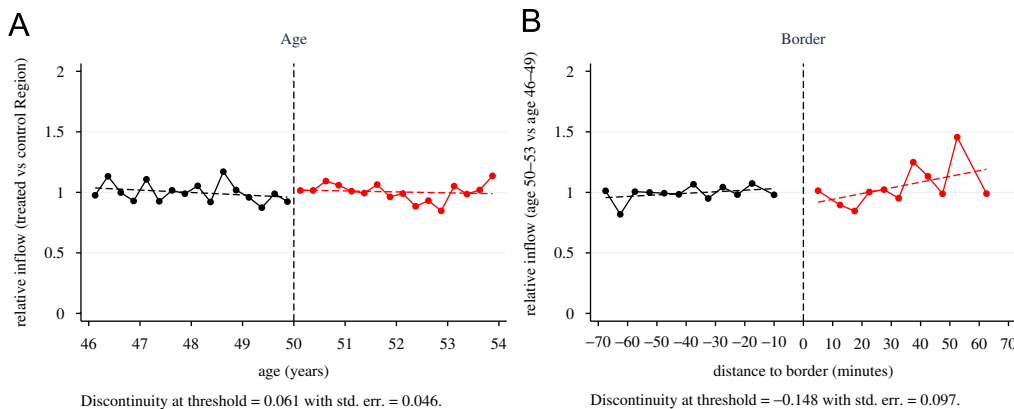 A
Age
relative inflow (treated vs control Region)
2
1.5
1
0.5
0
46 47 48 49 50 51 52 53 54
age (years)
Discontinuity at threshold = 0.061 with std. err. = 0.046.
B
Border
relative inflow (age 50–53 vs age 46–49)
2
1.5
1
0.5
0
−70 −60 −50 −40 −30 −20 −10 0 10 20 30 40 50 60 70
distance to border (minutes)
Discontinuity at threshold = −0.148 with std. err. = 0.097.